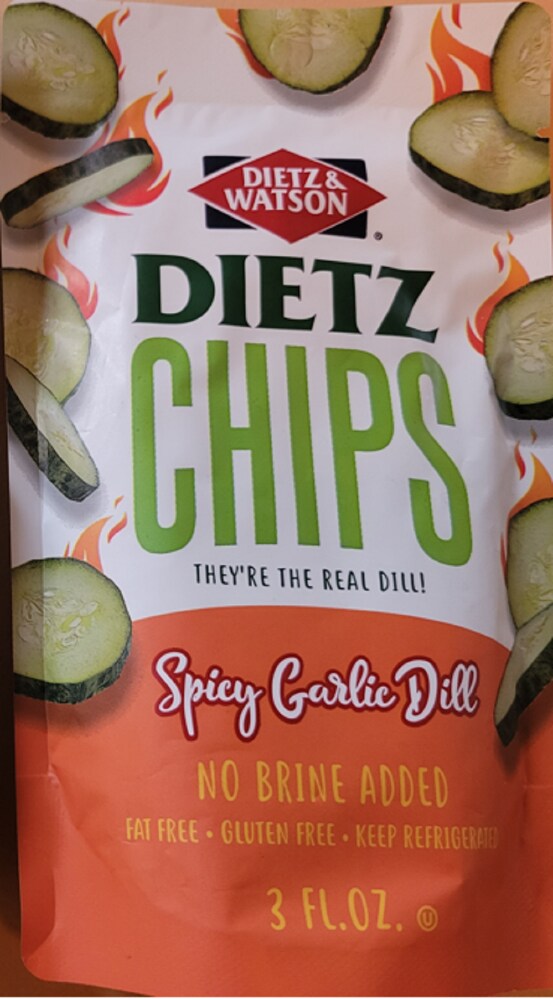 DIETZ &
WATSON
®
DIETZ
CHIPS
THEY'RE THE REAL DILL!
Spicy Garlic Dill
NO BRINE ADDED
FAT FREE • GLUTEN FREE • KEEP REFRIGERATED
3 FL.OZ. Ⓤ